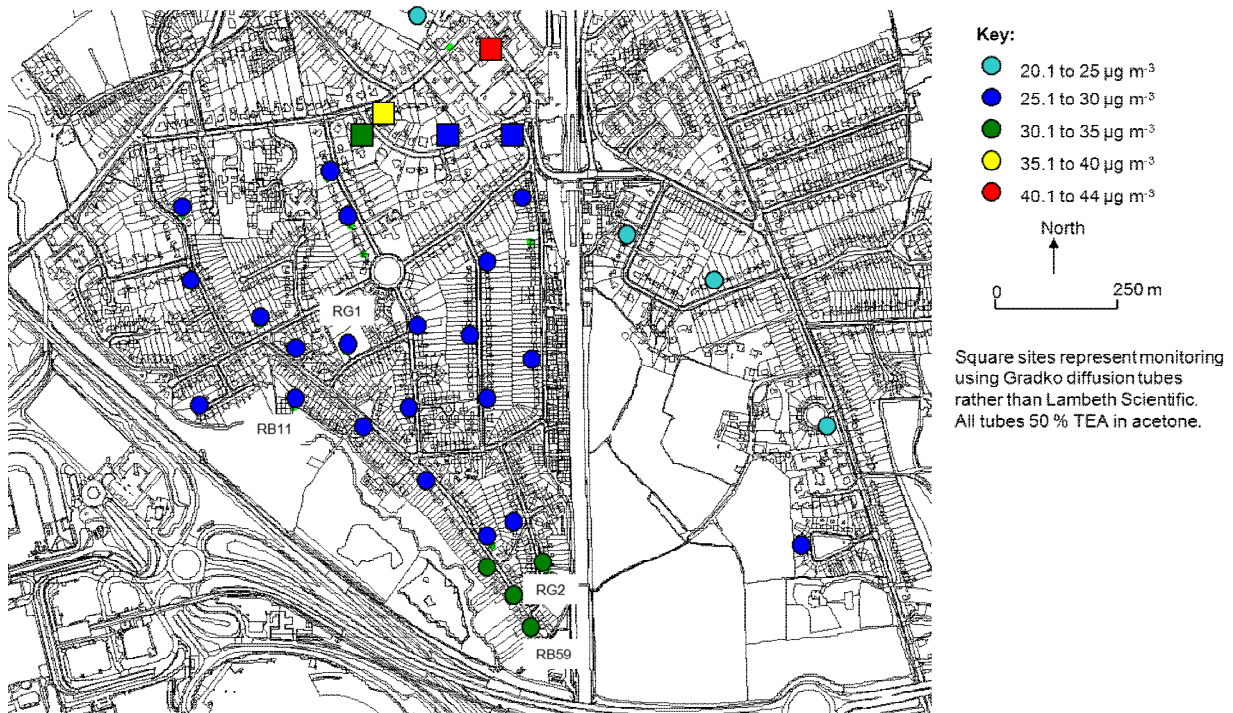 Key:
20.1 to 25 µg m-3
25.1 to 30 µg m-3
30.1 to 35 µg m-3
35.1 to 40 µg m-3
40.1 to 44 µg m-3
North
0 250 m
Square sites represent monitoring
using Gradko diffusion tubes
rather than Lambeth Scientific.
All tubes 50 % TEA in acetone.
RG1
RB11
RG2
RB59